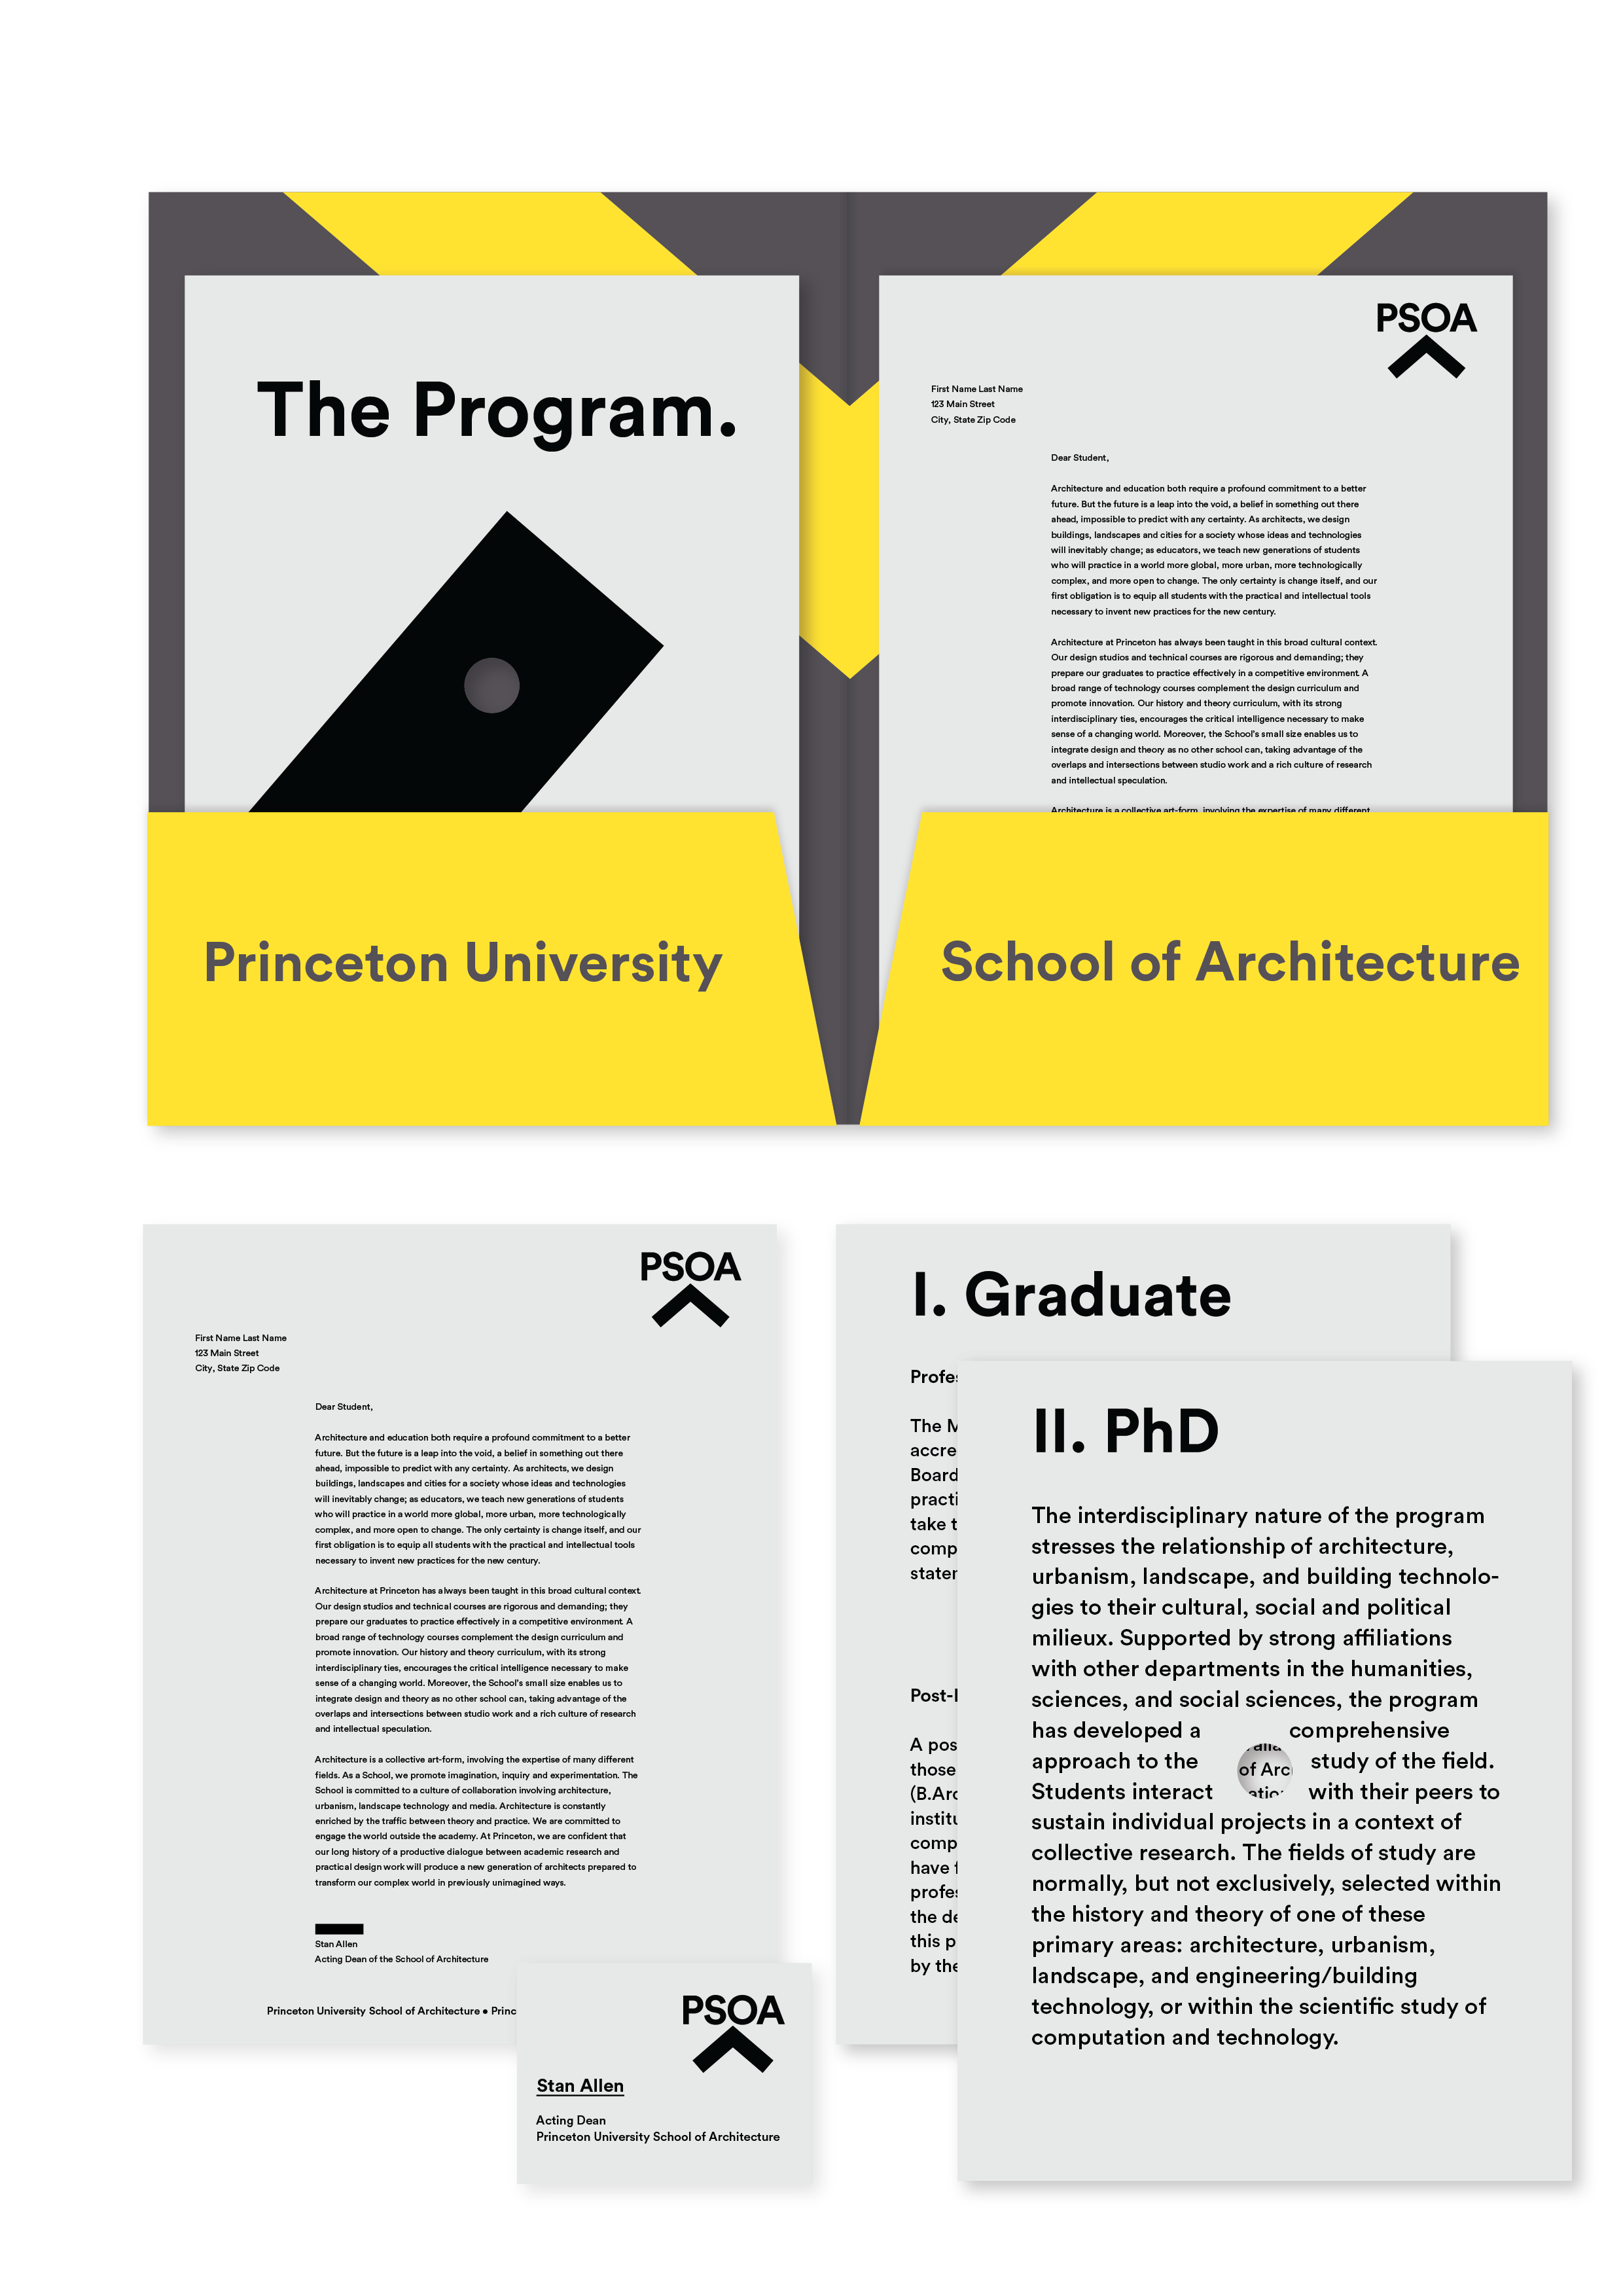 The Program.
PSOA
First Name Last Name
123 Main Street
City, State Zip Code
Dear Student,
Architecture and education both require a profound commitment to a better
future. But the future is a leap into the void, a belief in something out there
ahead, impossible to predict with any certainty. As architects, we design
buildings, landscapes and cities for a society whose ideas and technologies
will inevitably change; as educators, we teach new generations of students
who will practice in a world more global, more urban, more technologically
complex, and more open to change. The only certainty is change itself, and our
first obligation is to equip all students with the practical and intellectual tools
necessary to invent new practices for the new century.
Architecture at Princeton has always been taught in this broad cultural context.
Our design studios and technical courses are rigorous and demanding; they
prepare our graduates to practice effectively in a competitive environment. A
broad range of technology courses complement the design curriculum and
promote innovation. Our history and theory curriculum, with its strong
interdisciplinary ties, encourages the critical intelligence necessary to make
sense of a changing world. Moreover, the School's small size enables us to
integrate design and theory as no other school can, taking advantage of the
overlaps and intersections between studio work and a rich culture of research
and intellectual speculation.
Architecture is a collective art-form, involving the expertise of many different
Princeton University
School of Architecture
PSOA
First Name Last Name
123 Main Street
City, State Zip Code
Dear Student,
Architecture and education both require a profound commitment to a better
future. But the future is a leap into the void, a belief in something out there
ahead, impossible to predict with any certainty. As architects, we design
buildings, landscapes and cities for a society whose ideas and technologies
will inevitably change; as educators, we teach new generations of students
who will practice in a world more global, more urban, more technologically
complex, and more open to change. The only certainty is change itself, and our
first obligation is to equip all students with the practical and intellectual tools
necessary to invent new practices for the new century.
Architecture at Princeton has always been taught in this broad cultural context.
Our design studios and technical courses are rigorous and demanding; they
prepare our graduates to practice effectively in a competitive environment. A
broad range of technology courses complement the design curriculum and
promote innovation. Our history and theory curriculum, with its strong
interdisciplinary ties, encourages the critical intelligence necessary to make
sense of a changing world. Moreover, the School's small size enables us to
integrate design and theory as no other school can, taking advantage of the
overlaps and intersections between studio work and a rich culture of research
and intellectual speculation.
Architecture is a collective art-form, involving the expertise of many different
fields. As a School, we promote imagination, inquiry and experimentation. The
School is committed to a culture of collaboration involving architecture,
urbanism, landscape technology and media. Architecture is constantly
enriched by the traffic between theory and practice. We are committed to
engage the world outside the academy. At Princeton, we are confident that
our long history of a productive dialogue between academic research and
practical design work will produce a new generation of architects prepared to
transform our complex world in previously unimagined ways.
Stan Allen
Acting Dean of the School of Architecture
Princeton University School of Architecture • Princ
PSOA
Stan Allen
Acting Dean
Princeton University School of Architecture
I. Graduate
Profes
The M
accre
Board
practi
take t
comp
stater
Post-
A pos
those
(B.Arc
institu
comp
have f
profes
the de
this p
by the
II. PhD
The interdisciplinary nature of the program
stresses the relationship of architecture,
urbanism, landscape, and building technolo-
gies to their cultural, social and political
milieux. Supported by strong affiliations
with other departments in the humanities,
sciences, and social sciences, the program
has developed a comprehensive
approach to the study of the field.
Students interact with their peers to
of Arc
sustain individual projects in a context of
collective research. The fields of study are
normally, but not exclusively, selected within
the history and theory of one of these
primary areas: architecture, urbanism,
landscape, and engineering/building
technology, or within the scientific study of
computation and technology.